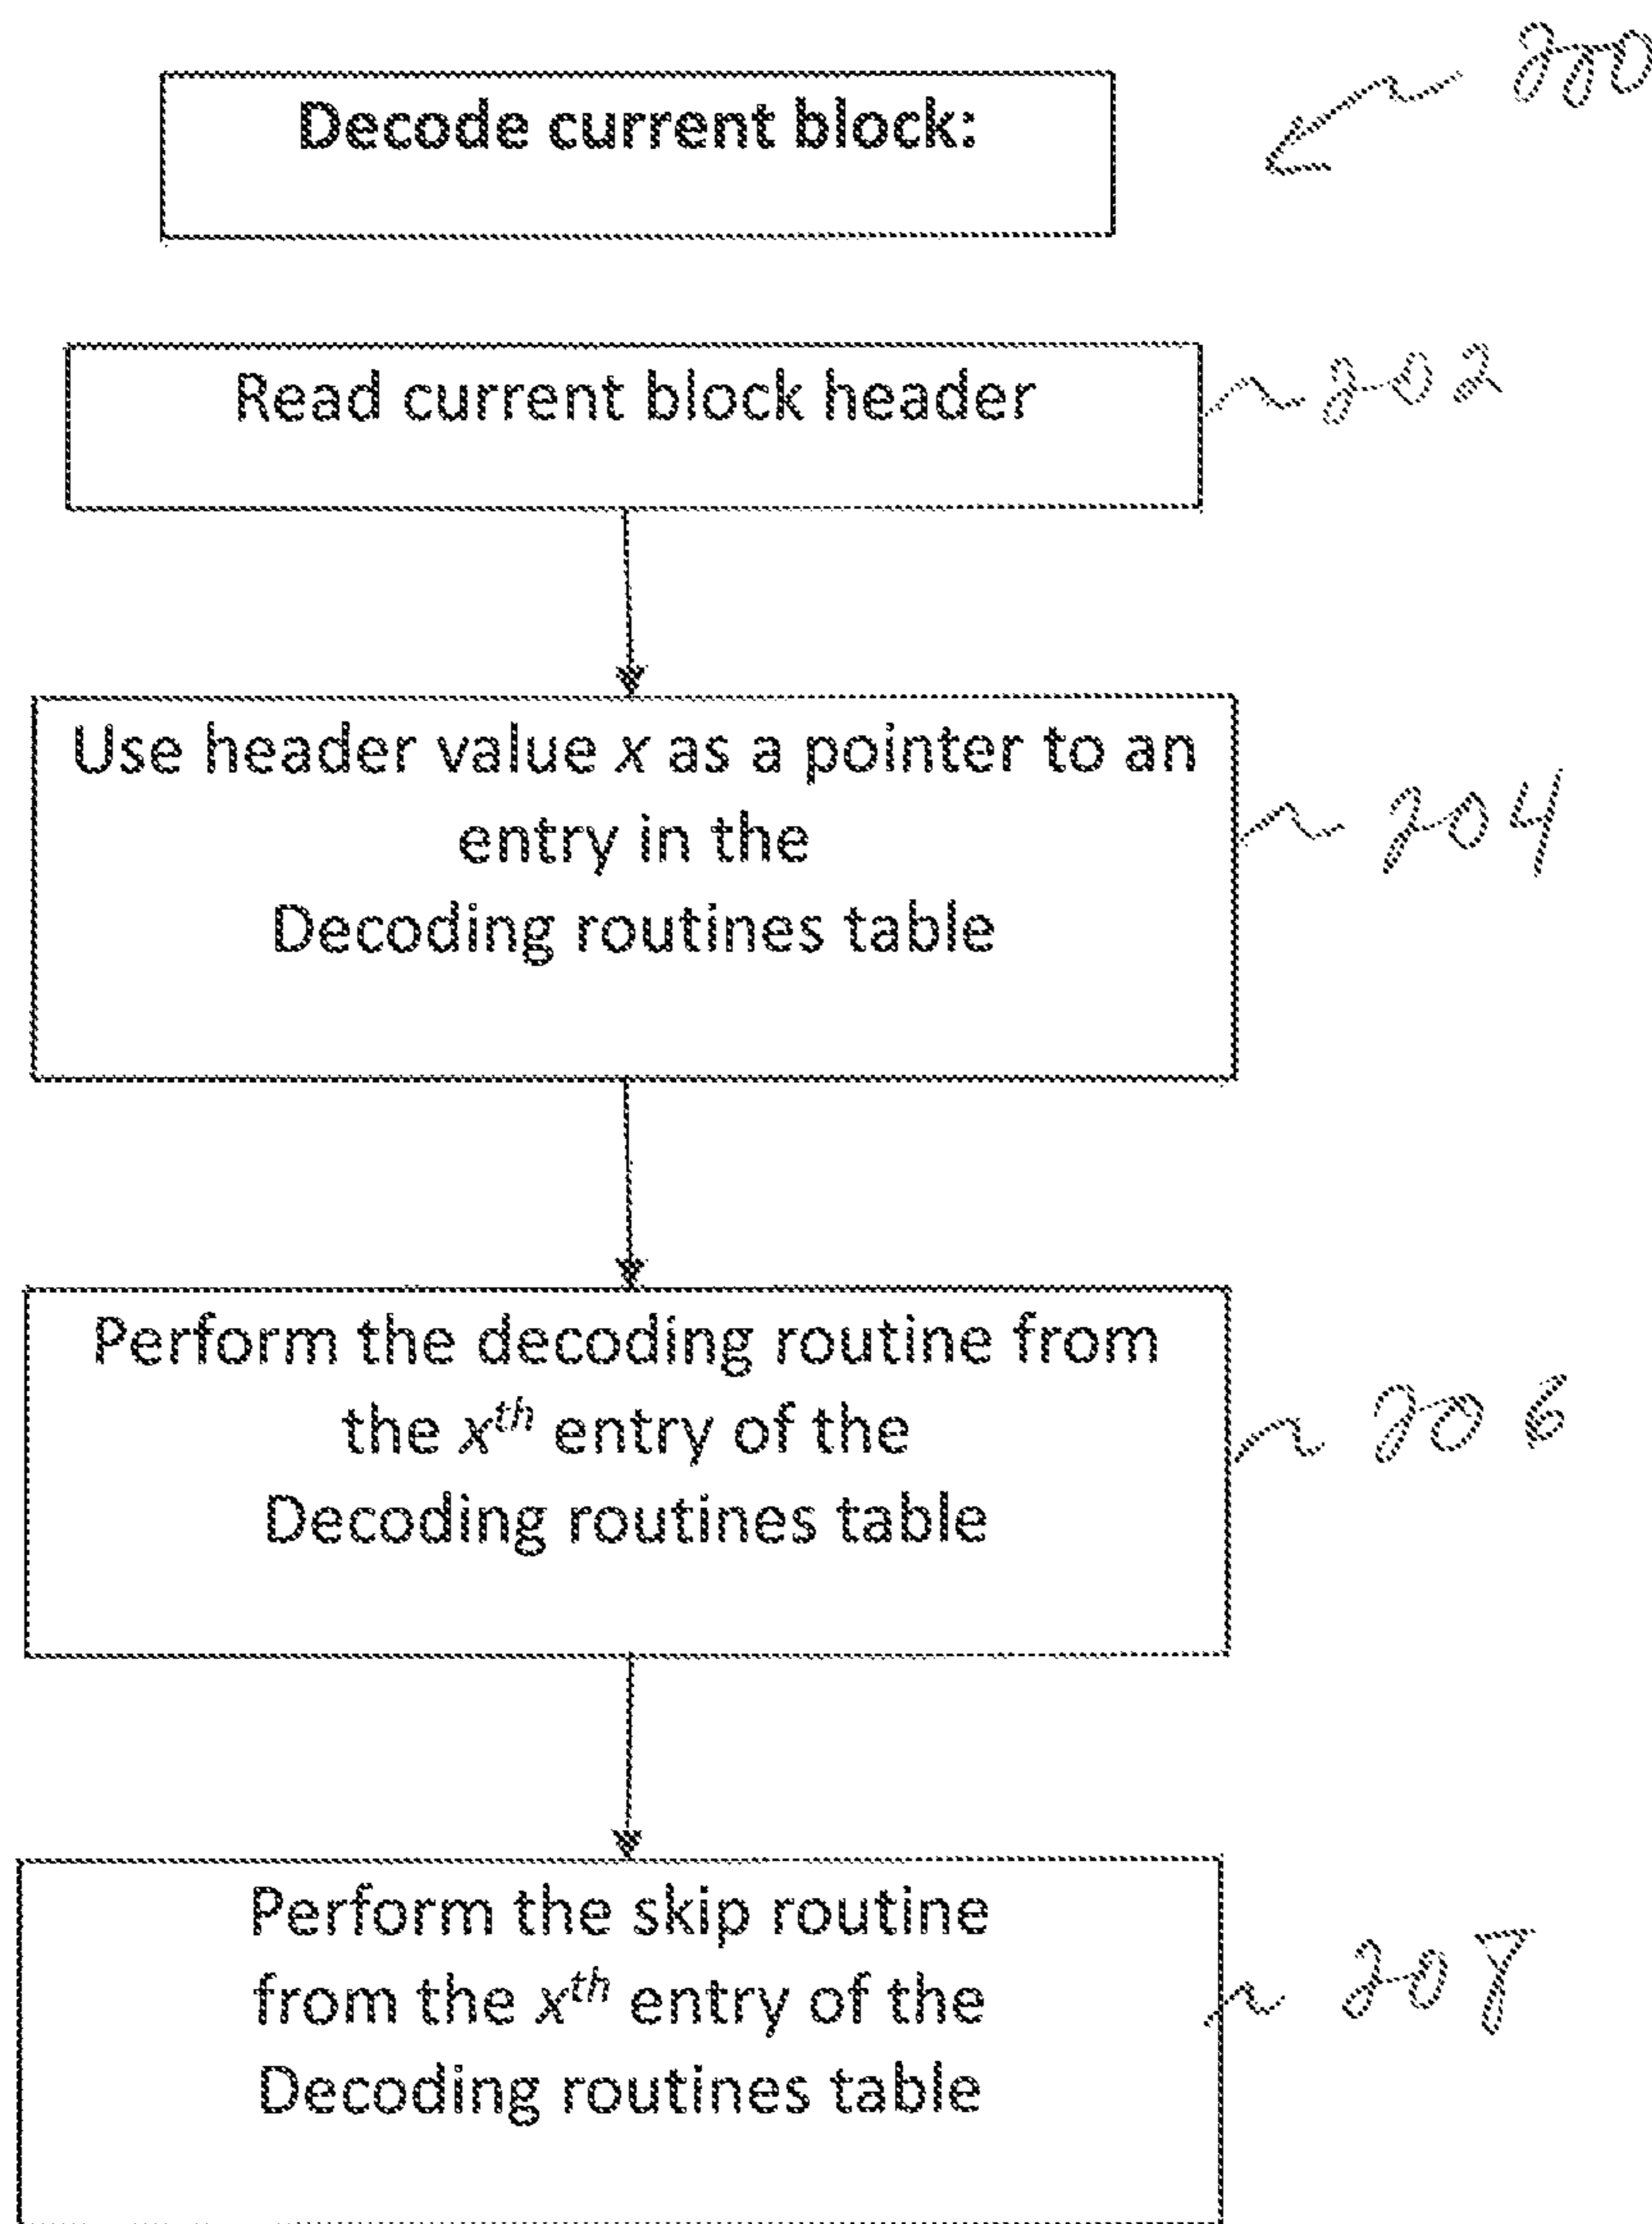 Decode current block:
200
Read current block header
202
Use header value x as a pointer to an
entry in the
Decoding routines table
204
Perform the decoding routine from
the xth entry of the
Decoding routines table
206
Perform the skip routine
from the xth entry of the
Decoding routines table
208